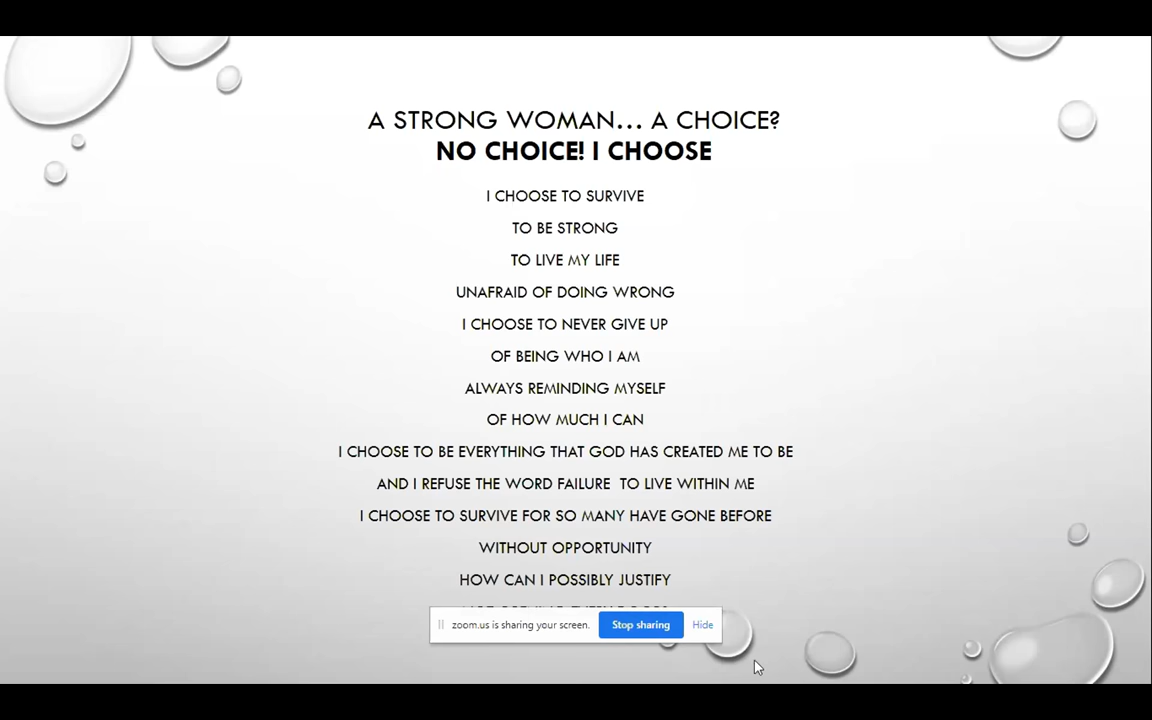 A STRONG WOMAN... A CHOICE?
NO CHOICE! I CHOOSE
I CHOOSE TO SURVIVE
TO BE STRONG
TO LIVE MY LIFE
UNAFRAID OF DOING WRONG
I CHOOSE TO NEVER GIVE UP
OF BEING WHO I AM
ALWAYS REMINDING MYSELF
OF HOW MUCH I CAN
I CHOOSE TO BE EVERYTHING THAT GOD HAS CREATED ME TO BE
AND I REFUSE THE WORD FAILURE TO LIVE WITHIN ME
I CHOOSE TO SURVIVE FOR SO MANY HAVE GONE BEFORE
WITHOUT OPPORTUNITY
HOW CAN I POSSIBLY JUSTIFY
zoom.us is sharing your screen. Stop sharing Hide